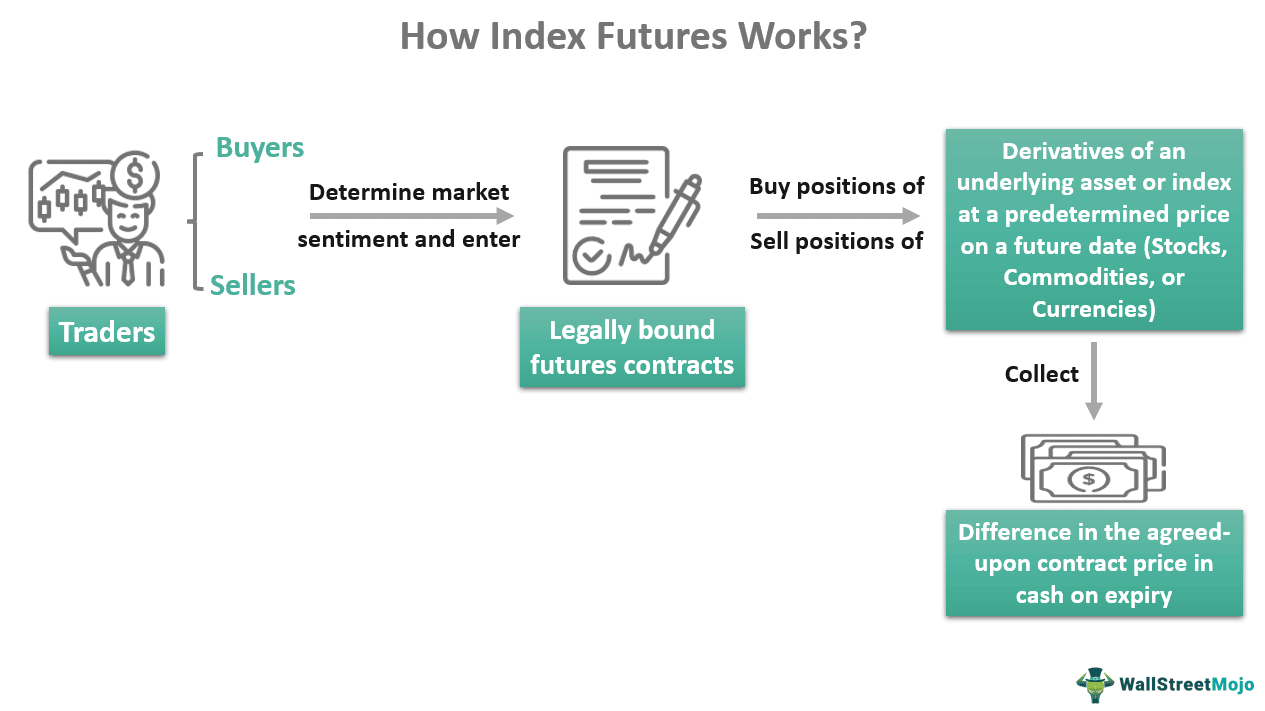 How Index Futures Works?
Buyers
Sellers
Traders
Determine market
sentiment and enter
Legally bound
futures contracts
Buy positions of
Sell positions of
Derivatives of an
underlying asset or index
at a predetermined price
on a future date (Stocks,
Commodities, or
Currencies)
Collect
Difference in the agreed-
upon contract price in
cash on expiry
WallStreetMojo